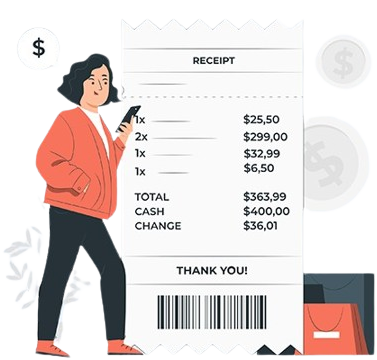 $
RECEIPT
$
1x $25,50
2x $299,00
1x $32,99
1x $6,50
$
TOTAL $363,99
CASH $400,00
CHANGE $36,01
THANK YOU!